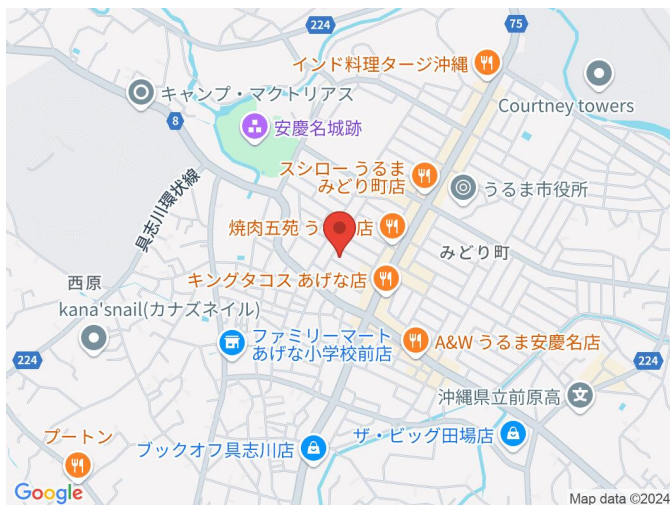 224
75
インド料理タージ沖縄
キャンプ・マクトリアス
Courtney towers
8
安慶名城跡
スシロー うるま
みどり町店
うるま市役所
具志川環状線
焼肉五苑 う
店
みどり町
西原
キングタコス あげな店
kana'snail(カナズネイル)
ファミリーマート
あげな小学校前店
A&W うるま安慶名店
224
224
沖縄県立前原高
プートン
ブックオフ具志川店
ザ・ビッグ田場店
Google
Map data ©2024